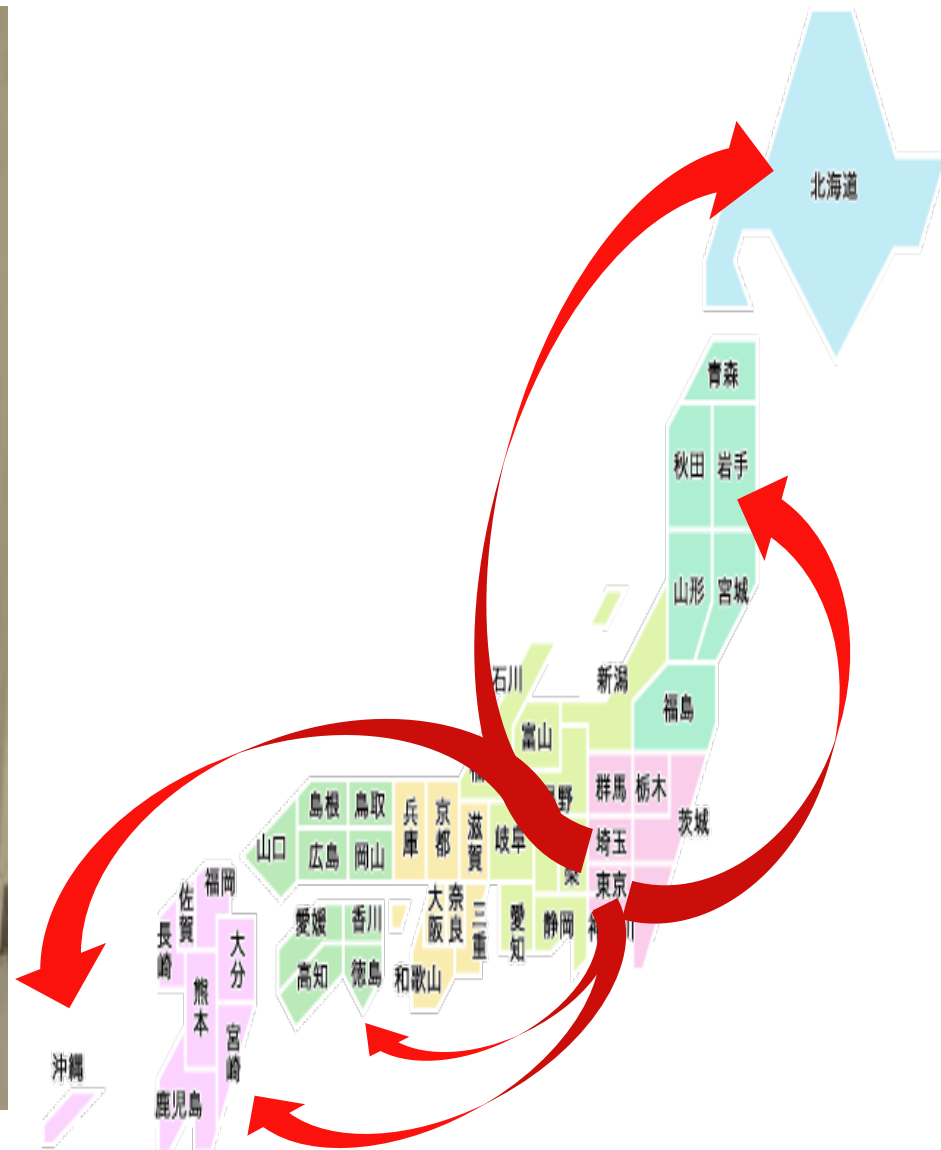 北海道
青森
秋田
岩手
山形
宮城
石川
新潟
福島
富山
群馬
栃木
島根
鳥取
兵庫
京都
滋賀
岐阜
埼玉
茨城
山口
広島
岡山
東京
福岡
佐賀
長崎
大分
愛媛
香川
大阪
奈良
三重
愛知
静岡
高知
徳島
和歌山
熊本
宮崎
沖縄
鹿児島